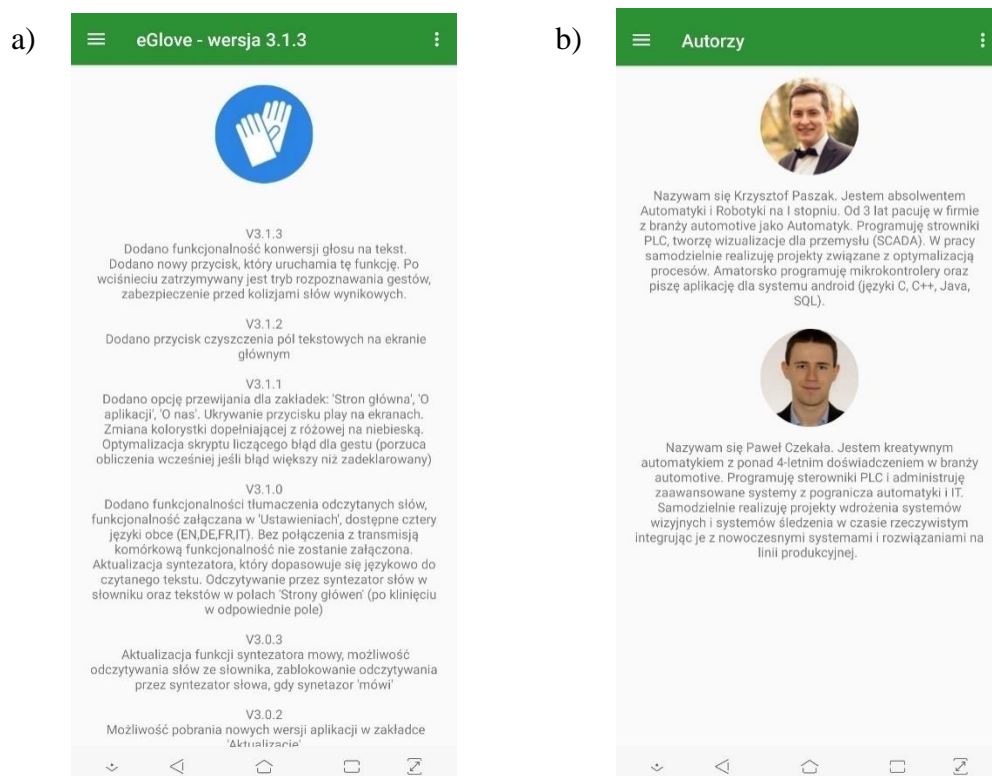 a)
eGlove - wersja 3.1.3
V3.1.3
Dodano funkcjonalność konwersji głosu na tekst.
Dodano nowy przycisk, który uruchamia tę funkcję. Po
wciśnieciu zatrzymywany jest tryb rozpoznawania gestów,
zabezpieczenie przed kolizjami słów wynikowych.
V3.1.2
Dodano przycisk czyszczenia pól tekstowych na ekranie
głównym
V3.1.1
Dodano opcję przewijania dla zakładek: 'Stron główna', 'O
aplikacji', 'O nas'. Ukrywanie przycisku play na ekranach.
Zmiana kolorystki dopełniającej z różowej na niebieską.
Optymalizacja skryptu liczącego błąd dla gestu (porzuca
obliczenia wcześniej jeśli błąd większy niż zadeklarowany)
V3.1.0
Dodano funkcjonalności tłumaczenia odczytanych słów,
funkcjonalność załączana w 'Ustawieniach', dostępne cztery
języki obce (EN,DE,FR,IT). Bez połączenia z transmisją
komórkową funkcjonalność nie zostanie załączona.
Aktualizacja syntezatora, który dopasowuje się językowo do
czytanego tekstu. Odczytywanie przez syntezator słów w
słowniku oraz tekstów w polach 'Strony główen' (po klinięciu
w odpowiednie pole)
V3.0.3
Aktualizacja funkcji syntezatora mowy, możliwość
odczytywania słów ze słownika, zablokowanie odczytywania
przez syntezator słowa, gdy synetazor 'mówi'
V3.0.2
Możliwość pobrania nowych wersji aplikacji w zakładce
'Aktualizacje'
b)
Autorzy
Nazywam się Krzysztof Paszak. Jestem absolwentem
Automatyki i Robotyki na I stopniu. Od 3 lat pacuję w firmie
z branży automotive jako Automatyk. Programuję strowniki
PLC, tworzę wizualizacje dla przemysłu (SCADA). W pracy
samodzielnie realizuję projekty związane z optymalizacją
procesów. Amatorsko programuję mikrokontrolery oraz
piszę aplikację dla systemu android (języki C, C++, Java,
SQL).
Nazywam się Paweł Czekała. Jestem kreatywnym
automatykiem z ponad 4-letnim doświadczeniem w branży
automotive. Programuję sterowniki PLC i administruję
zaawansowane systemy z pogranicza automatyki i IT.
Samodzielnie realizuję projekty wdrożenia systemów
wizyjnych i systemów śledzenia w czasie rzeczywistym
integrując je z nowoczesnymi systemami i rozwiązaniami na
linii produkcyjnej.